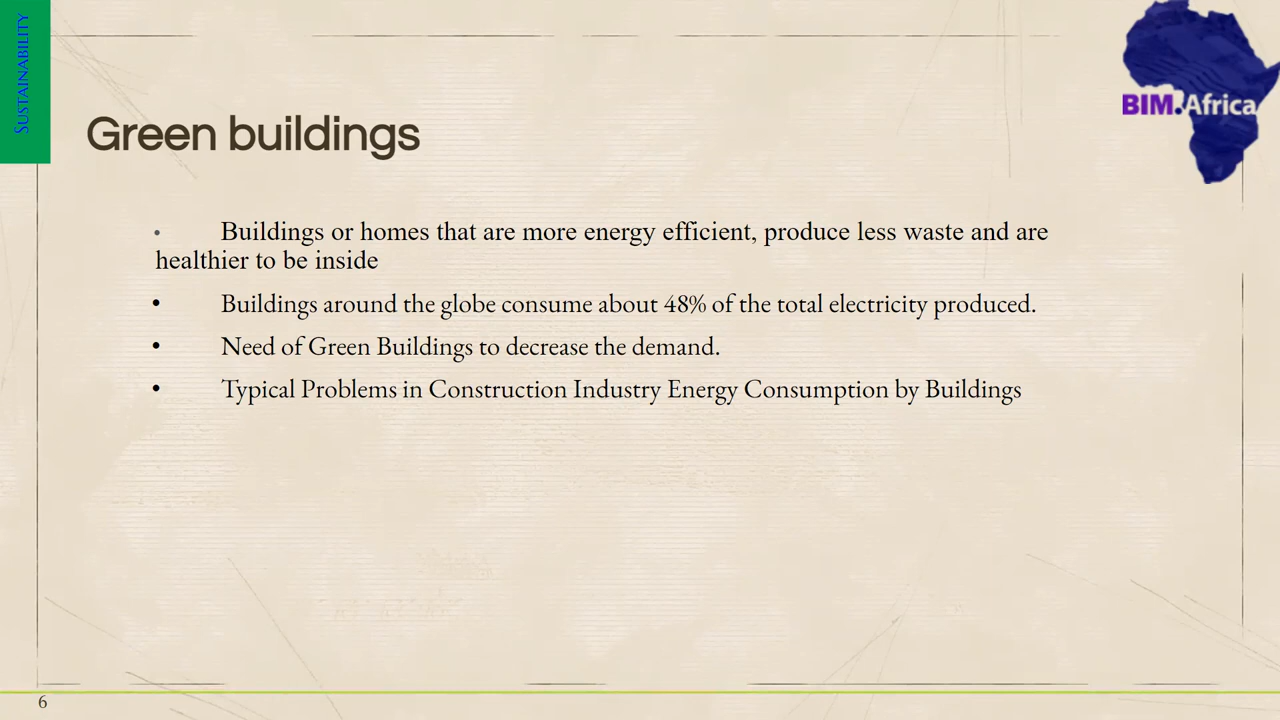 SUSTAINABILITY
BIM.Africa
Green buildings
• Buildings or homes that are more energy efficient, produce less waste and are
healthier to be inside
• Buildings around the globe consume about 48% of the total electricity produced.
• Need of Green Buildings to decrease the demand.
• Typical Problems in Construction Industry Energy Consumption by Buildings
6